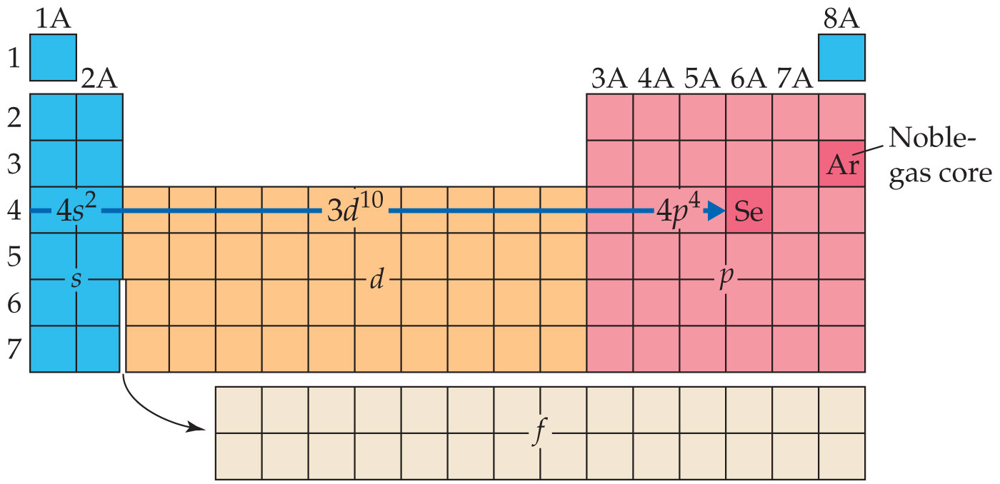 1A 8A
1
2A 3A 4A 5A 6A 7A
2
Noble-
3 Ar
gas core
4 4s² 3d¹⁰ 4p⁴ Se
5
s d p
6
7
f